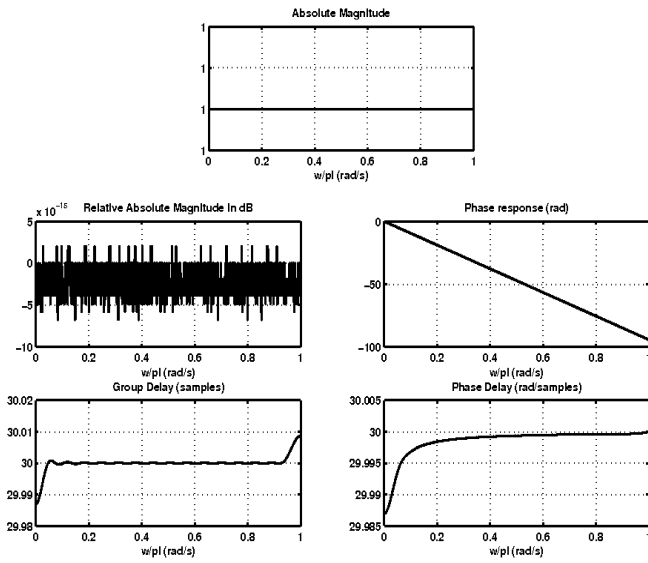 Absolute Magnitude
1
1
1
1
0 0.2 0.4 0.6 0.8 1
w/pi (rad/s)
x 10^-15 Relative Absolute Magnitude in dB
5
0
-5
-10
0 0.2 0.4 0.6 0.8 1
w/pi (rad/s)
Phase response (rad)
0
-50
-100
0 0.2 0.4 0.6 0.8 1
w/pi (rad/s)
Group Delay (samples)
30.02
30.01
30
29.99
29.98
0 0.2 0.4 0.6 0.8 1
w/pi (rad/s)
Phase Delay (rad/samples)
30.005
30
29.995
29.99
29.985
0 0.2 0.4 0.6 0.8 1
w/pi (rad/s)